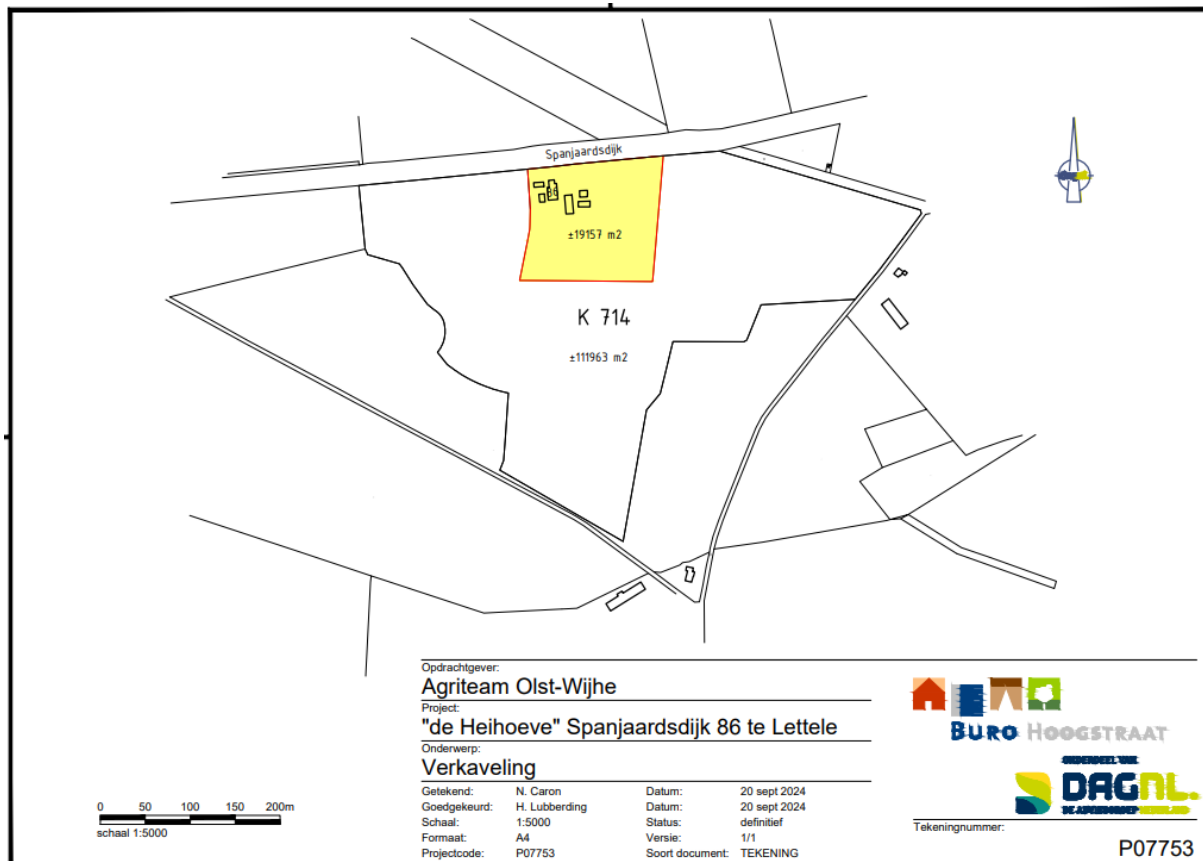 Spanjaardsdijk
±19157 m2
K 714
±111963 m2
Opdrachtgever:
Agriteam Olst-Wijhe
Project:
"de Heihoeve" Spanjaardsdijk 86 te Lettele
Onderwerp:
Verkaveling
Getekend: N. Caron Datum: 20 sept 2024
Goedgekeurd: H. Lubberding Datum: 20 sept 2024
Schaal: 1:5000 Status: definitief
Formaat: A4 Versie: 1/1
Projectcode: P07753 Soort document: TEKENING
0 50 100 150 200m
schaal 1:5000
BURO HOOGSTRAAT
ONDERDEEL VAN
DAGNL.
Tekeningnummer:
P07753